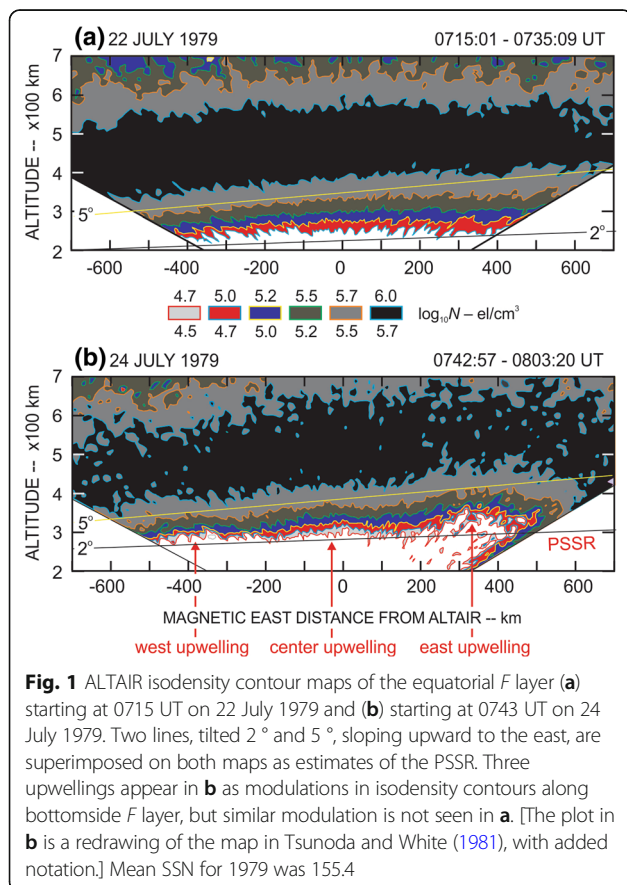 (a) 22 JULY 1979 0715:01 - 0735:09 UT
7
6
5
4
3
2
ALTITUDE -- x100 km
5°
2°
-600 -400 -200 0 200 400 600
4.7 5.0 5.2 5.5 5.7 6.0
log10N – el/cm3
4.5 4.7 5.0 5.2 5.5 5.7
(b) 24 JULY 1979 0742:57 - 0803:20 UT
7
6
5
4
3
2
ALTITUDE -- x100 km
5°
2°
PSSR
-600 -400 -200 0 200 400 600
MAGNETIC EAST DISTANCE FROM ALTAIR -- km
west upwelling center upwelling east upwelling
Fig. 1 ALTAIR isodensity contour maps of the equatorial F layer (a)
starting at 0715 UT on 22 July 1979 and (b) starting at 0743 UT on 24
July 1979. Two lines, tilted 2 ° and 5 °, sloping upward to the east, are
superimposed on both maps as estimates of the PSSR. Three
upwellings appear in b as modulations in isodensity contours along
bottomside F layer, but similar modulation is not seen in a. [The plot in
b is a redrawing of the map in Tsunoda and White (1981), with added
notation.] Mean SSN for 1979 was 155.4